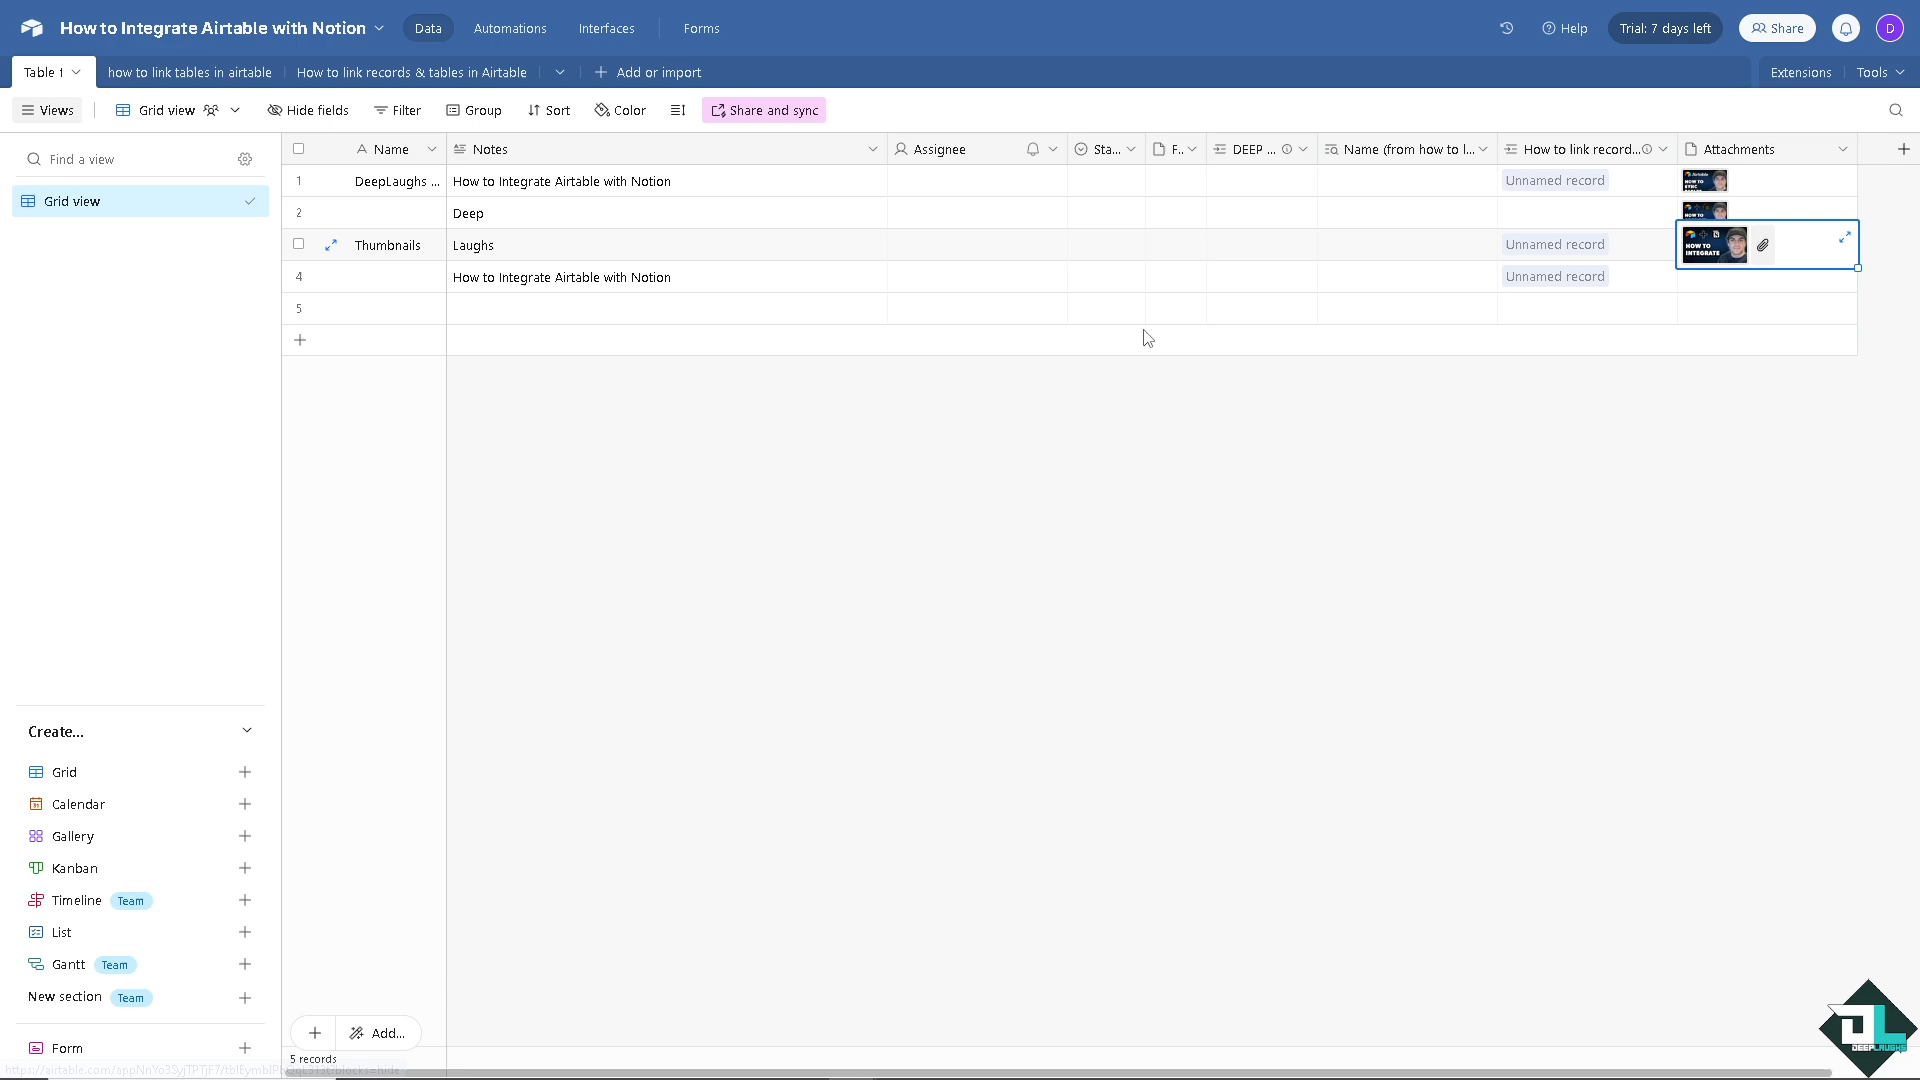 How to Integrate Airtable with Notion
Data
Automations
Interfaces
Forms
Help
Trial: 7 days left
Share
D
Table 1
how to link tables in airtable
How to link records & tables in Airtable
Add or import
Extensions
Tools
Views
Grid view
Hide fields
Filter
Group
Sort
Color
Share and sync
Find a view
Grid view
Name
Notes
Assignee
Sta...
F..
DEEP ...
Name (from how to l...
How to link record...
Attachments
1
DeepLaughs ...
How to Integrate Airtable with Notion
Unnamed record
2
Deep
Thumbnails
Laughs
Unnamed record
HOW TO
INTEGRATE
4
How to Integrate Airtable with Notion
Unnamed record
5
Create...
Grid
Calendar
Gallery
Kanban
Timeline Team
List
Gantt Team
New section Team
Form
Add...
5 records
DEEPLAUGHS